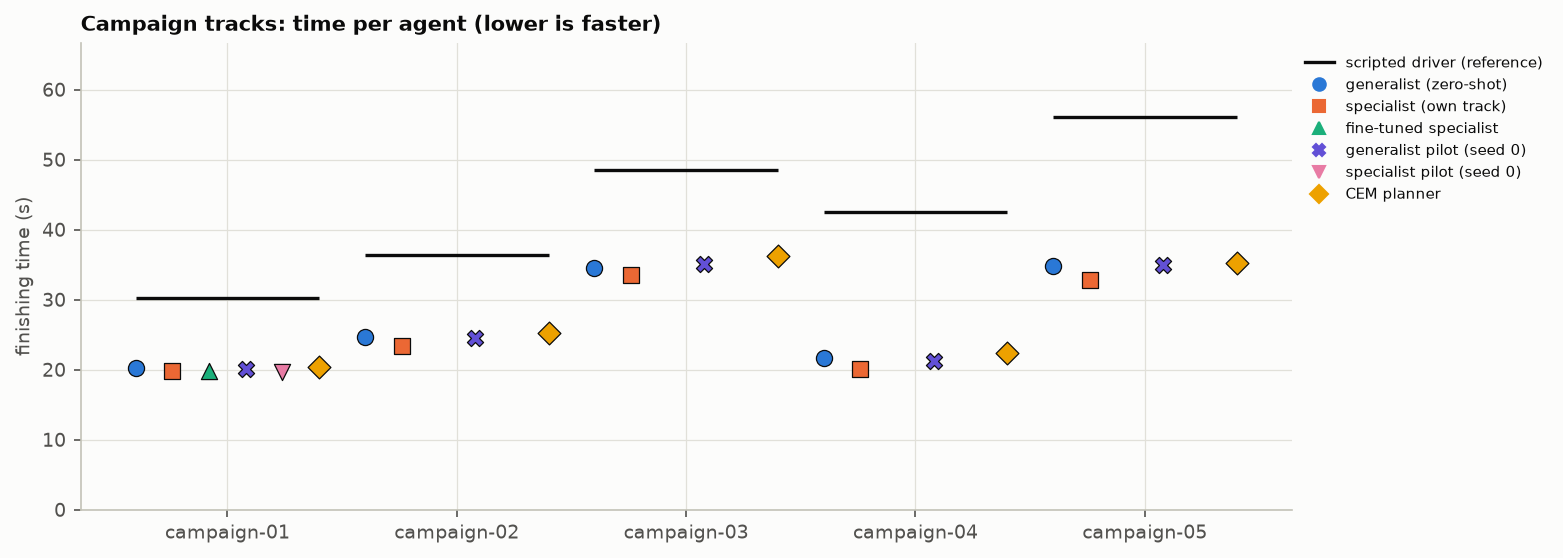 Campaign tracks: time per agent (lower is faster)
finishing time (s)
60
50
40
30
20
10
0
campaign-01
campaign-02
campaign-03
campaign-04
campaign-05
scripted driver (reference)
generalist (zero-shot)
specialist (own track)
fine-tuned specialist
generalist pilot (seed 0)
specialist pilot (seed 0)
CEM planner